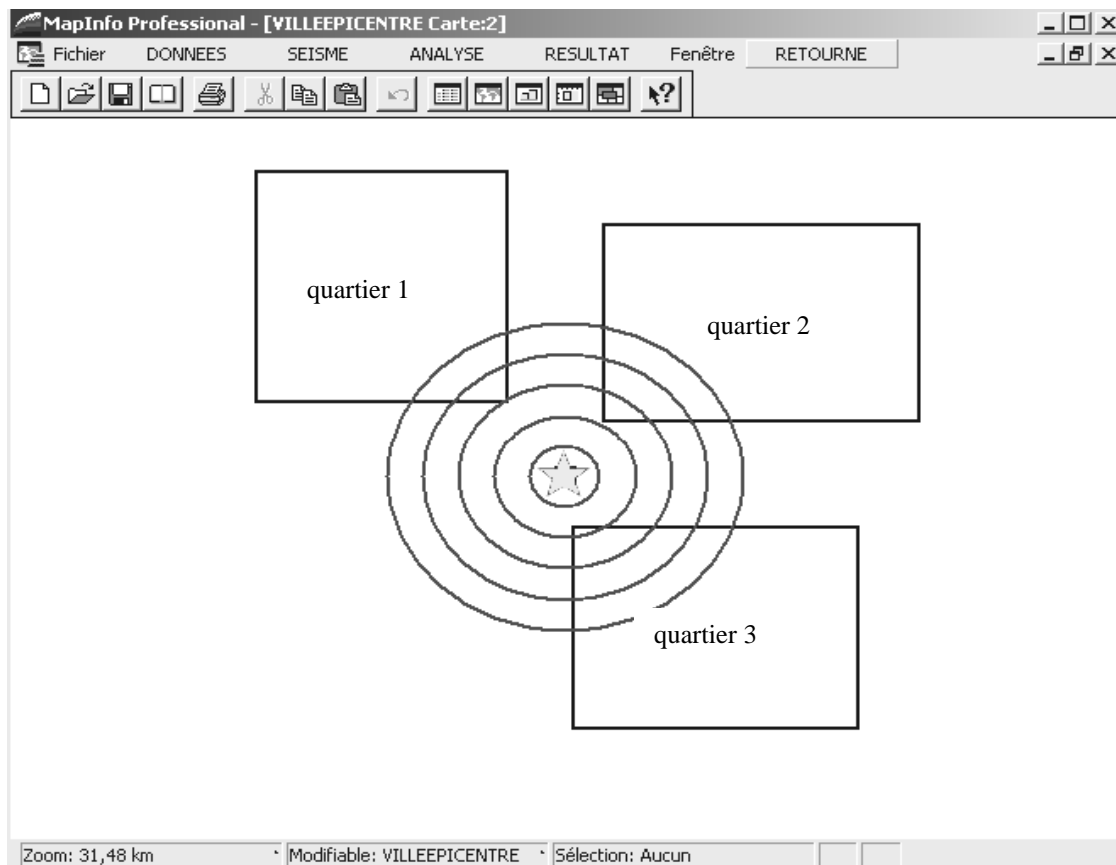 MapInfo Professional - [VILLEEPICENTRE Carte:2]
Fichier DONNEES SEISME ANALYSE RESULTAT Fenêtre RETOURNE
quartier 1
quartier 2
quartier 3
Zoom: 31,48 km Modifiable: VILLEEPICENTRE Sélection: Aucun